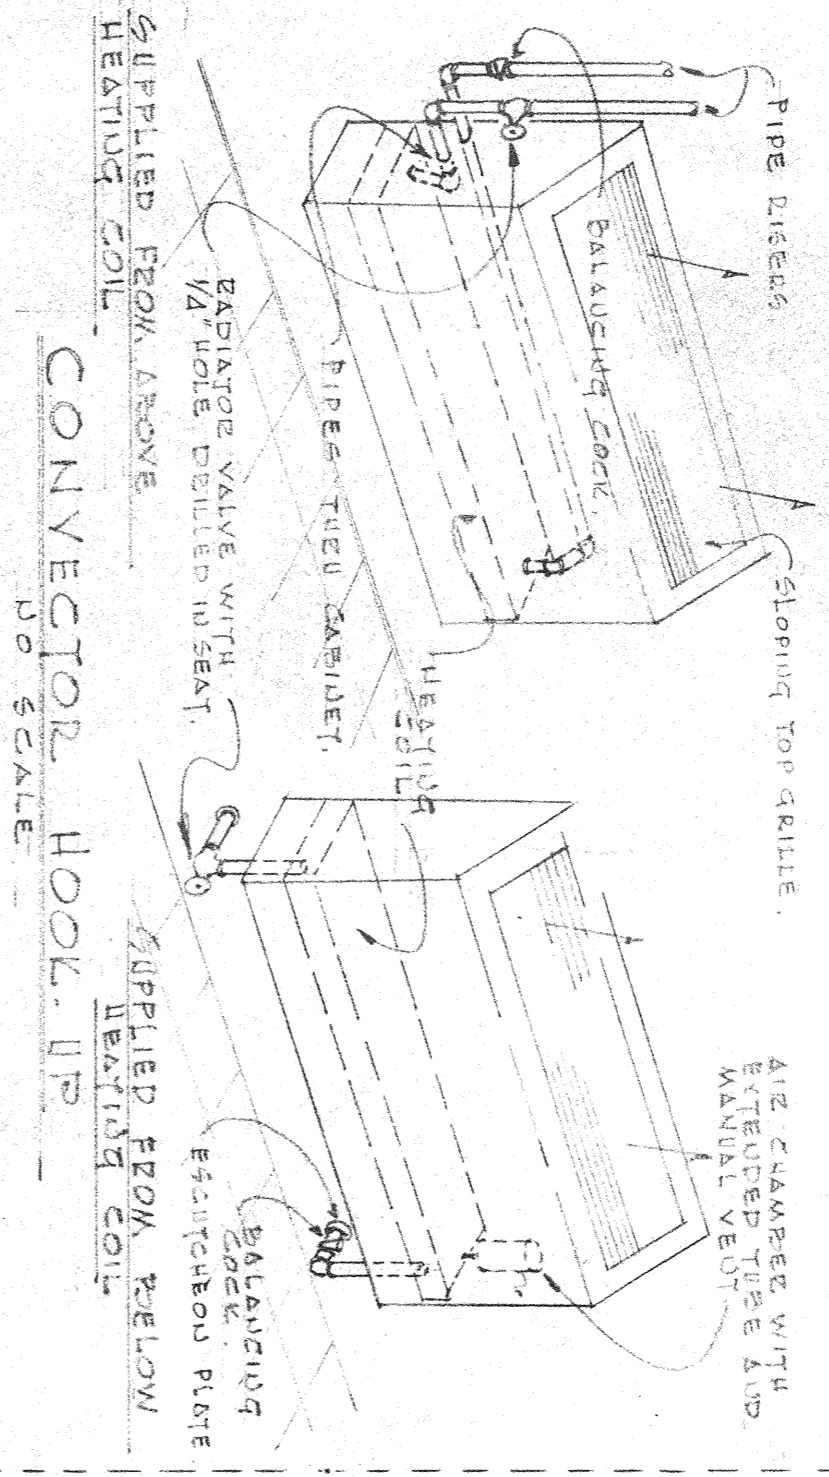 PIPE RISERS
BALANCING COCK.
SLOPING TOP GRILLE.
AIR CHAMBER WITH
EXTENDED TUBE AND
MANUAL VENT.
HEATING
COIL
PIPES THRU CABINET.
RADIATOR VALVE WITH
1/4" HOLE DRILLED IN SEAT.
BALANCING
COCK.
ESCUTCHEON PLATE
SUPPLIED FROM ABOVE
HEATING COIL
SUPPLIED FROM BELOW
HEATING COIL
CONVECTOR HOOK-UP
NO SCALE